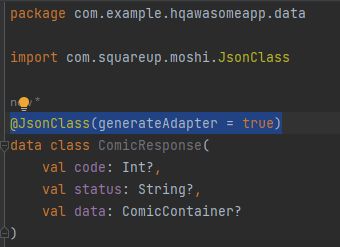 package com.example.hqawasomeapp.data
import com.squareup.moshi.JsonClass
@JsonClass(generateAdapter = true)
data class ComicResponse(
val code: Int?,
val status: String?,
val data: ComicContainer?
)